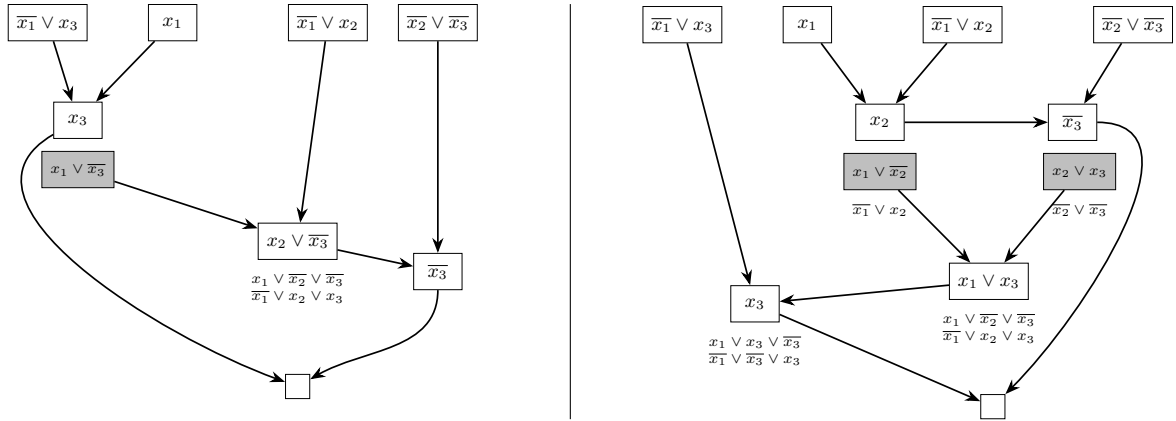 $\overline{x_1} \vee x_3$
$x_1$
$\overline{x_1} \vee x_2$
$\overline{x_2} \vee \overline{x_3}$
$x_3$
$x_1 \vee \overline{x_3}$
$x_2 \vee \overline{x_3}$
$x_1 \vee \overline{x_2} \vee \overline{x_3}$
$\overline{x_1} \vee x_2 \vee x_3$
$\overline{x_3}$
$\overline{x_1} \vee x_3$
$x_1$
$\overline{x_1} \vee x_2$
$\overline{x_2} \vee \overline{x_3}$
$x_2$
$\overline{x_3}$
$x_1 \vee \overline{x_2}$
$x_2 \vee x_3$
$\overline{x_1} \vee x_2$
$\overline{x_2} \vee \overline{x_3}$
$x_1 \vee x_3$
$x_1 \vee \overline{x_2} \vee \overline{x_3}$
$\overline{x_1} \vee x_2 \vee x_3$
$x_3$
$x_1 \vee x_3 \vee \overline{x_3}$
$\overline{x_1} \vee \overline{x_3} \vee x_3$